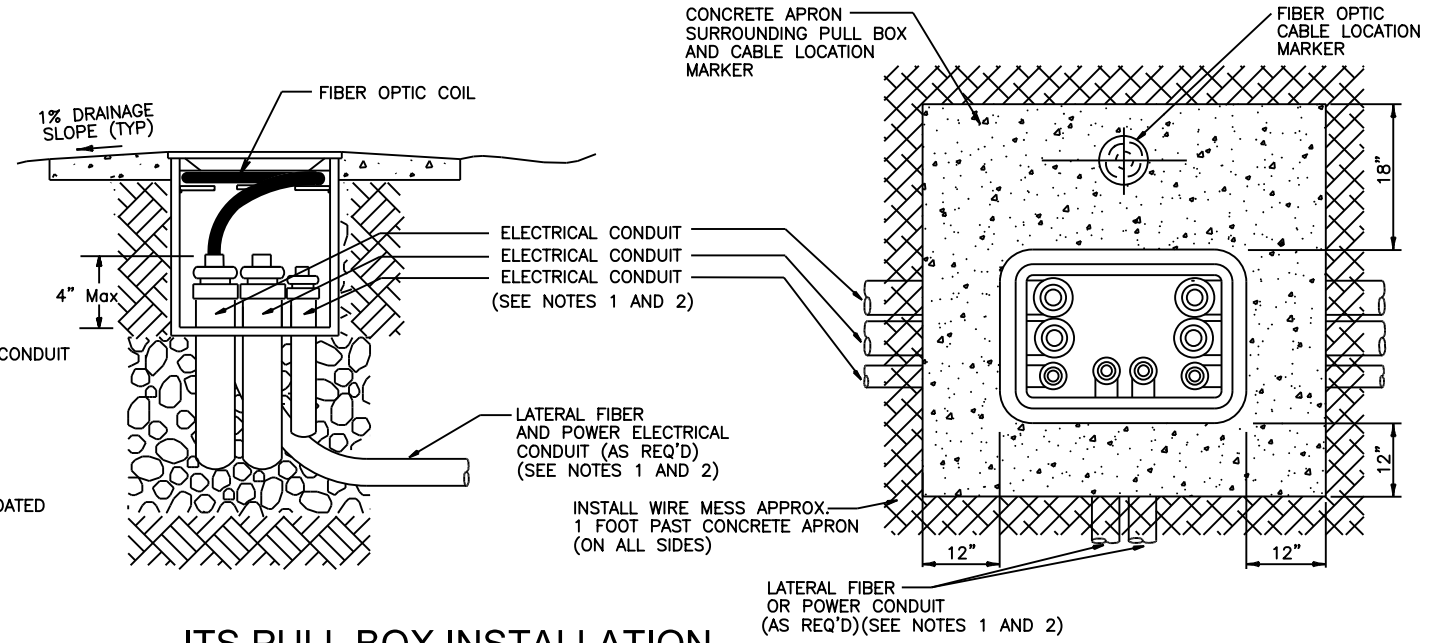 CONCRETE APRON
SURROUNDING PULL BOX
AND CABLE LOCATION
MARKER
FIBER OPTIC
CABLE LOCATION
MARKER
FIBER OPTIC COIL
1% DRAINAGE
SLOPE (TYP)
18"
ELECTRICAL CONDUIT
ELECTRICAL CONDUIT
ELECTRICAL CONDUIT
(SEE NOTES 1 AND 2)
4" Max
CONDUIT
LATERAL FIBER
AND POWER ELECTRICAL
CONDUIT (AS REQ'D)
(SEE NOTES 1 AND 2)
12"
INSTALL WIRE MESS APPROX.
1 FOOT PAST CONCRETE APRON
(ON ALL SIDES)
12"
12"
LATERAL FIBER
OR POWER CONDUIT
(AS REQ'D)(SEE NOTES 1 AND 2)
ITS PULL BOX INSTALLATION